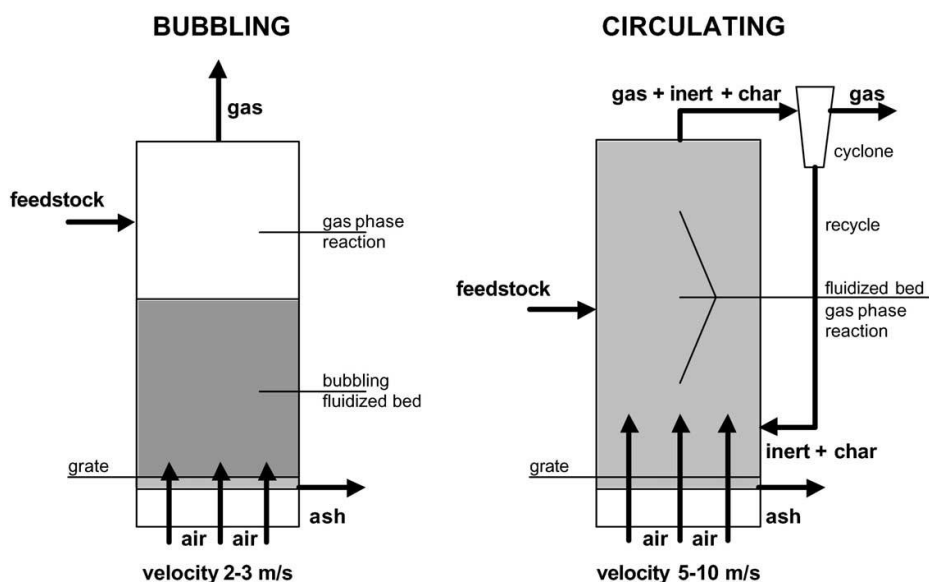 BUBBLING
gas
feedstock
gas phase
reaction
bubbling
fluidized bed
grate
ash
air air
velocity 2-3 m/s
CIRCULATING
gas + inert + char
gas
cyclone
recycle
feedstock
fluidized bed
gas phase
reaction
inert + char
grate
ash
air air
velocity 5-10 m/s